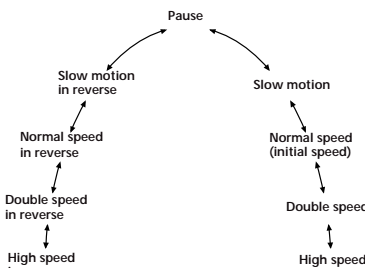 Pause
Slow motion
in reverse
Slow motion
Normal speed
in reverse
Normal speed
(initial speed)
Double speed
in reverse
Double speed
High speed
High speed